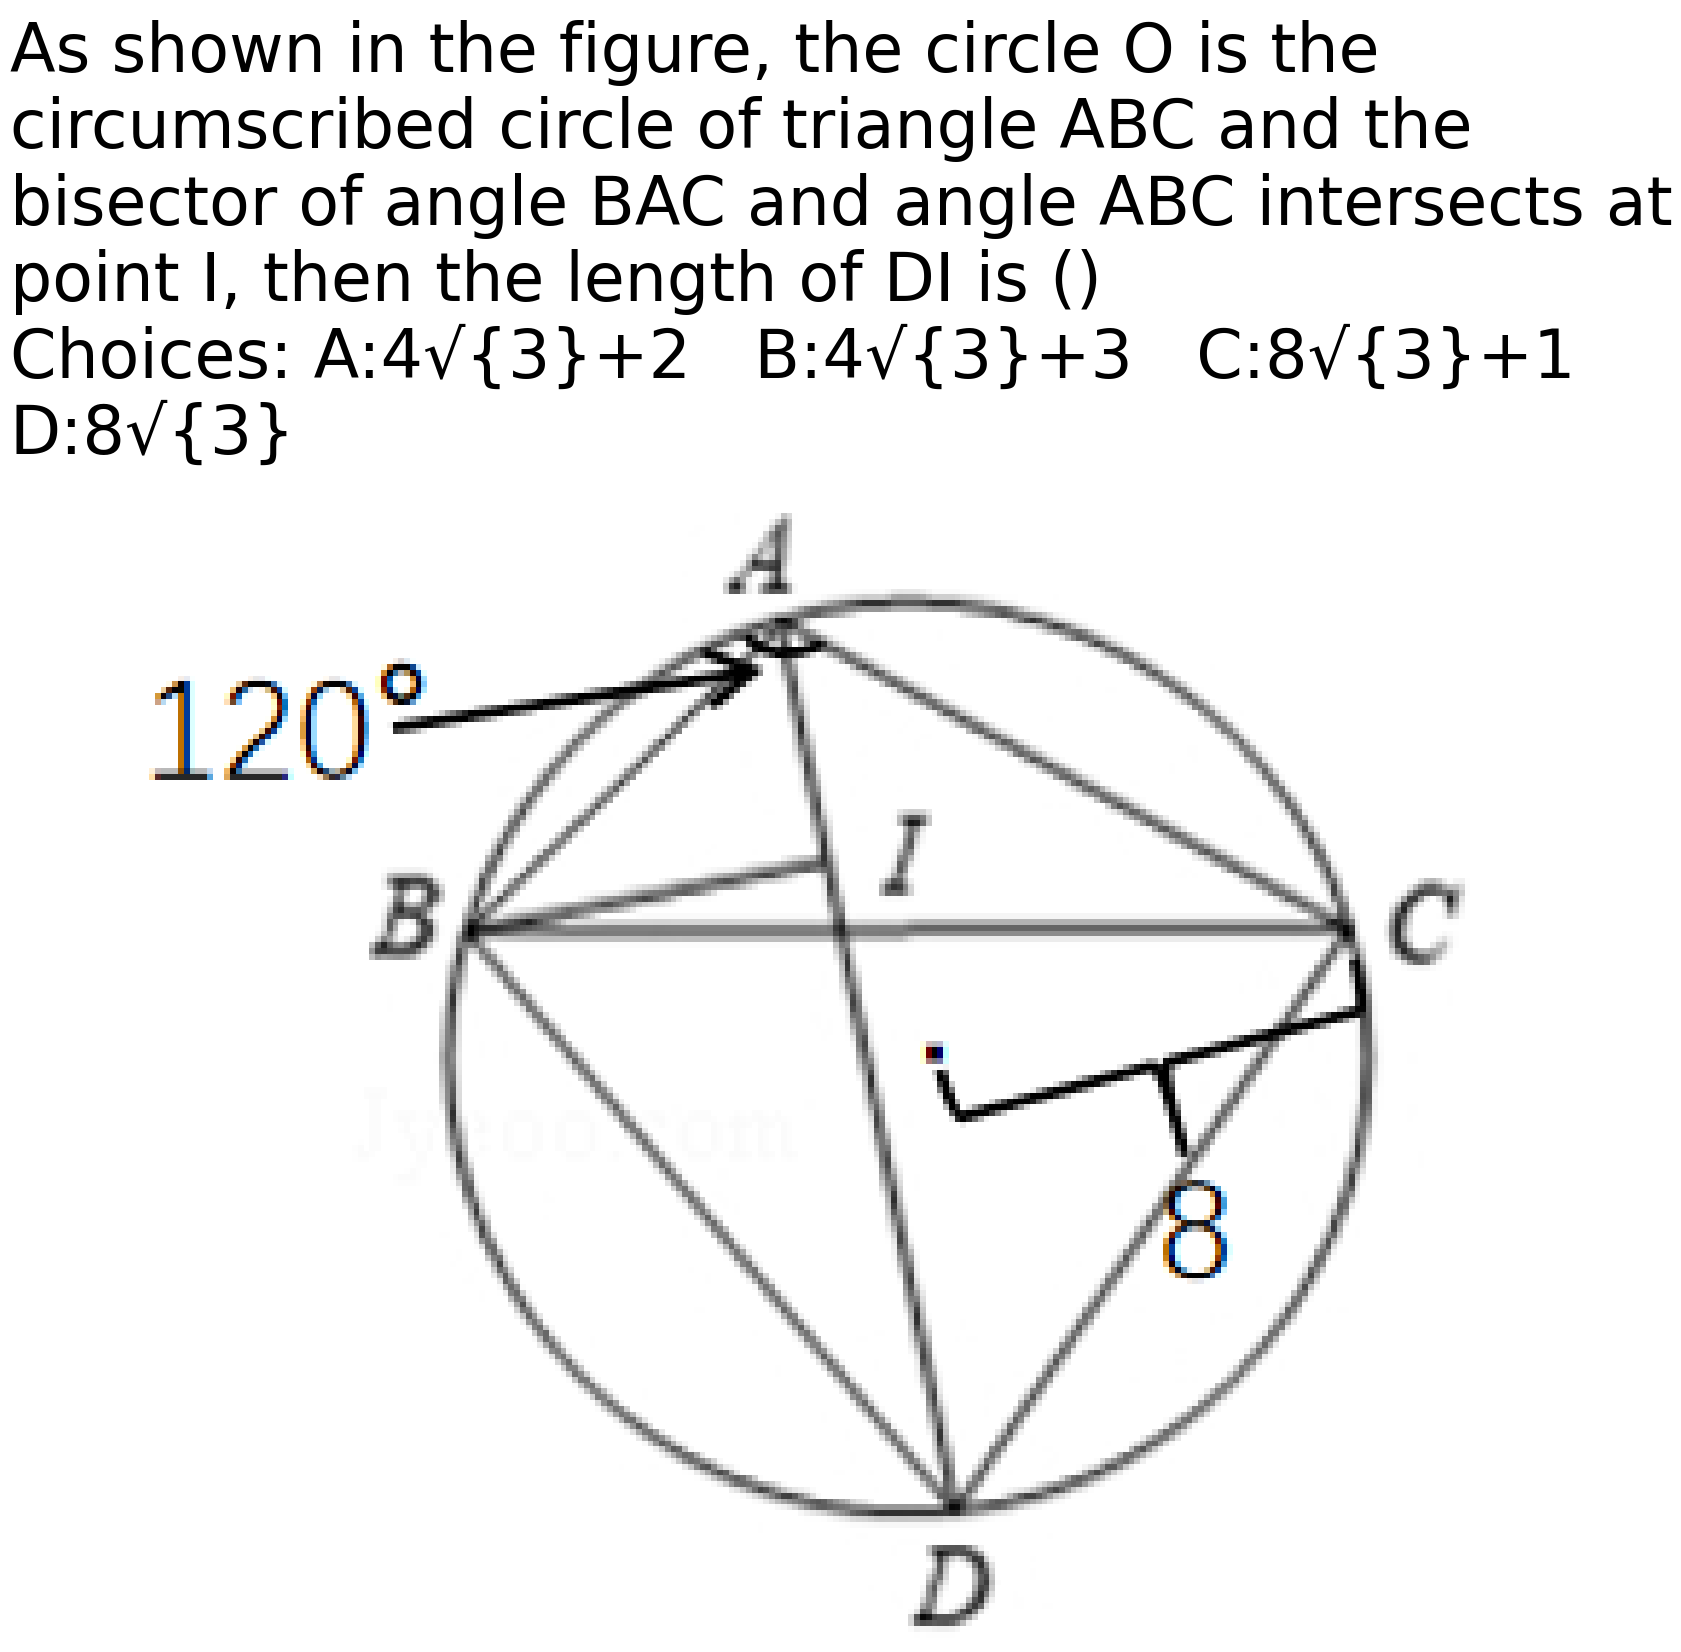 As shown in the figure, the circle O is the
circumscribed circle of triangle ABC and the
bisector of angle BAC and angle ABC intersects at
point I, then the length of DI is ()
Choices: A:4√{3}+2   B:4√{3}+3   C:8√{3}+1
D:8√{3}
A
120°
I
B
C
Jyeoo.com
8
D